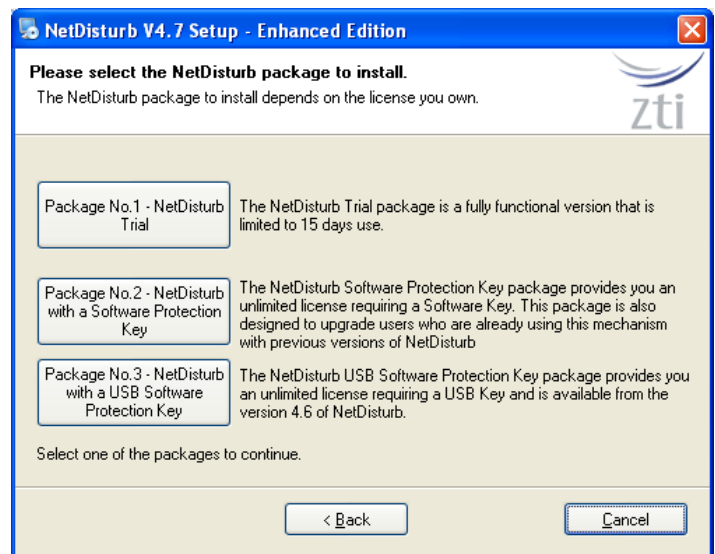 NetDisturb V4.7 Setup - Enhanced Edition
Please select the NetDisturb package to install.
The NetDisturb package to install depends on the license you own.
zti
Package No.1 - NetDisturb
Trial
The NetDisturb Trial package is a fully functional version that is
limited to 15 days use.
Package No.2 - NetDisturb
with a Software Protection
Key
The NetDisturb Software Protection Key package provides you an
unlimited license requiring a Software Key. This package is also
designed to upgrade users who are already using this mechanism
with previous versions of NetDisturb
Package No.3 - NetDisturb
with a USB Software
Protection Key
The NetDisturb USB Software Protection Key package provides you
an unlimited license requiring a USB Key and is available from the
version 4.6 of NetDisturb.
Select one of the packages to continue.
< Back
Cancel